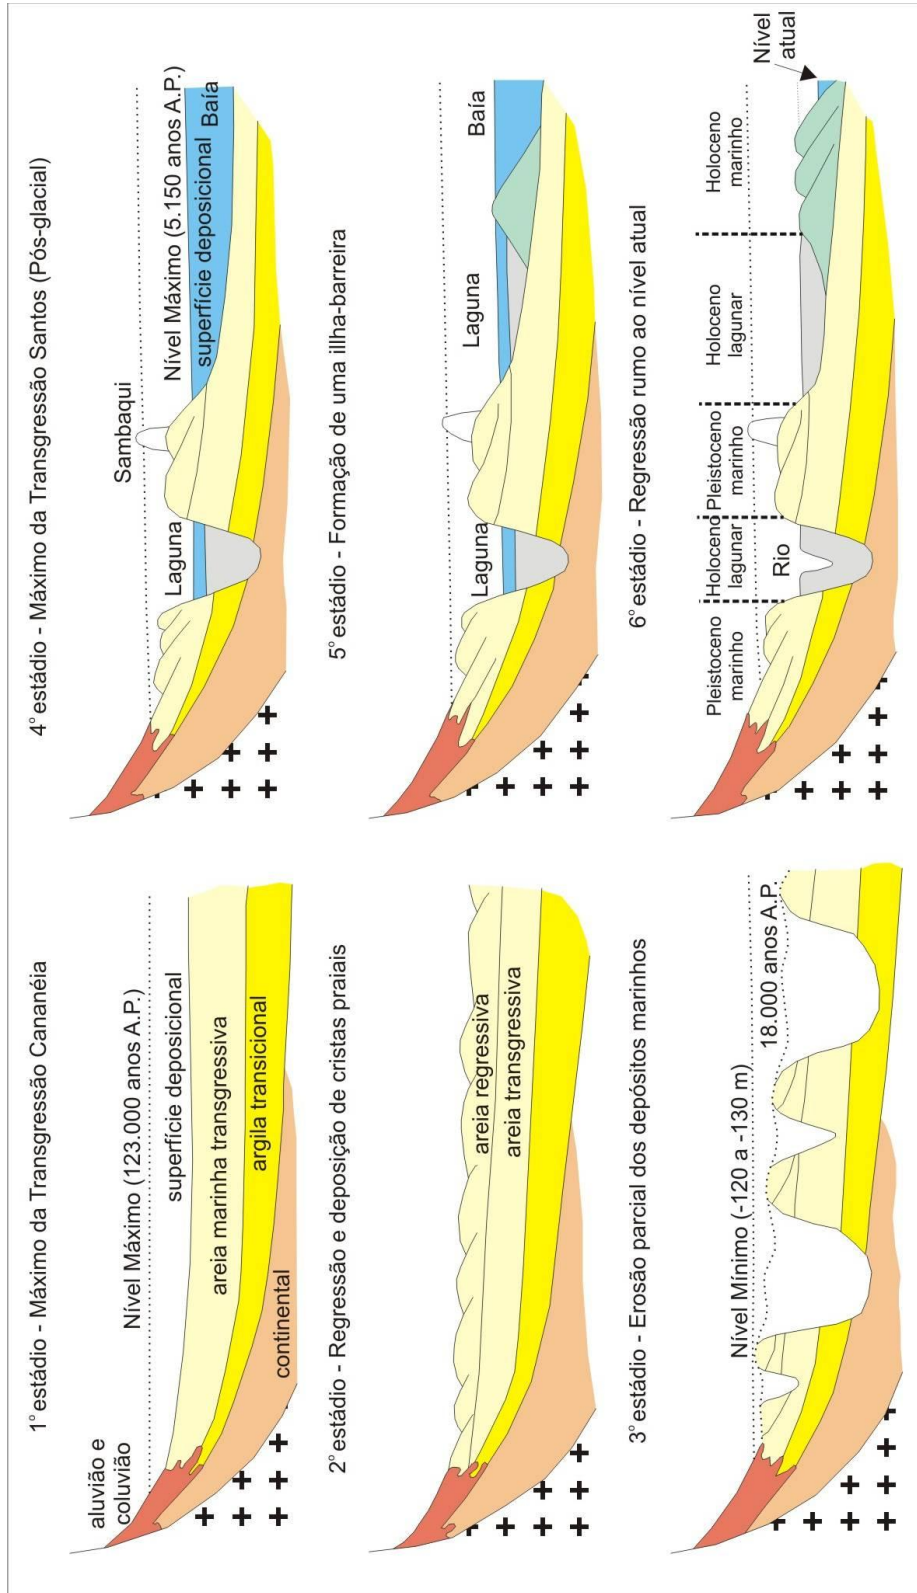 1º estádio - Máximo da Transgressão Cananéia
aluvião e
coluvião
Nível Máximo (123.000 anos A.P.)
superfície deposicional
areia marinha transgressiva
argila transicional
continental
2º estádio - Regressão e deposição de cristas praiais
areia regressiva
areia transgressiva
3º estádio - Erosão parcial dos depósitos marinhos
Nível Mínimo (-120 a -130 m)
18.000 anos A.P.
4º estádio - Máximo da Transgressão Santos (Pós-glacial)
Sambaqui
Nível Máximo (5.150 anos A.P.)
Laguna
superfície deposicional
Baía
5º estádio - Formação de uma illha-barreira
Laguna
Laguna
Baía
6º estádio - Regressão rumo ao nível atual
Nível
atual
Pleistoceno
marinho
Holoceno
lagunar
Pleistoceno
marinho
Holoceno
lagunar
Holoceno
marinho
Rio